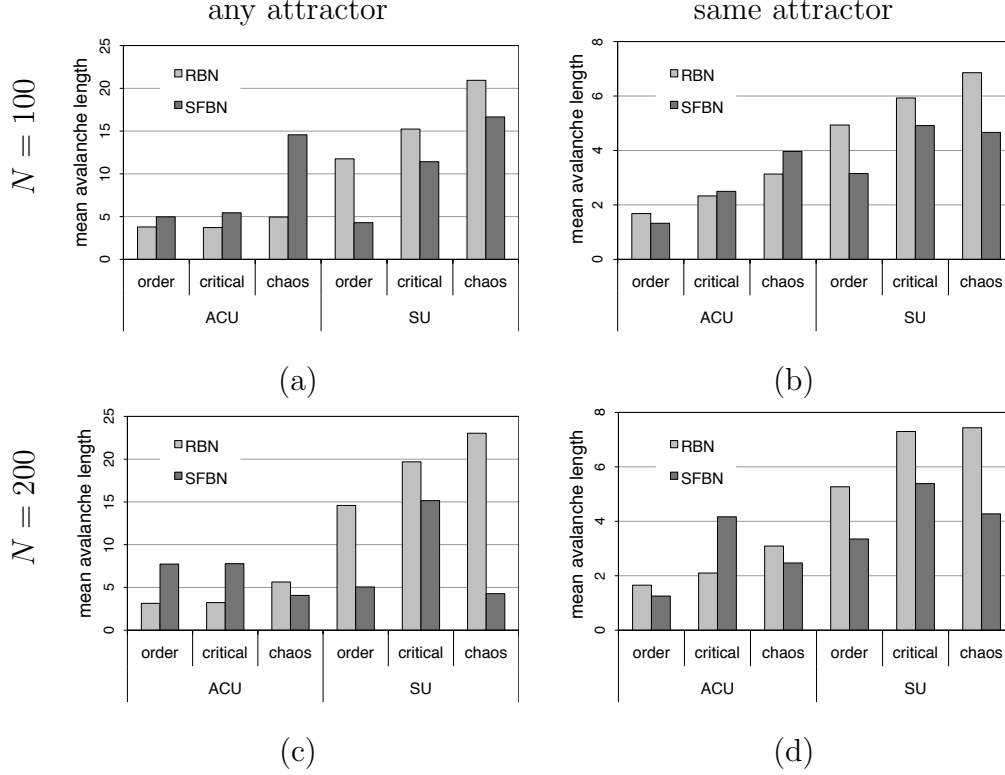 any attractor
same attractor
N = 100
mean avalanche length
25
20
15
10
5
0
RBN
SFBN
order critical chaos order critical chaos
ACU SU
(a)
mean avalanche length
8
6
4
2
0
RBN
SFBN
order critical chaos order critical chaos
ACU SU
(b)
N = 200
mean avalanche length
25
20
15
10
5
0
RBN
SFBN
order critical chaos order critical chaos
ACU SU
(c)
mean avalanche length
8
6
4
2
0
RBN
SFBN
order critical chaos order critical chaos
ACU SU
(d)